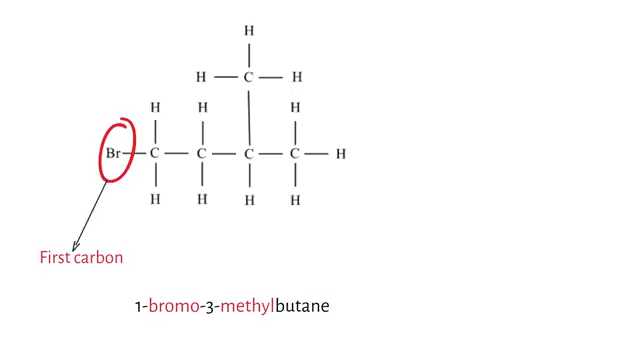 H
H C H
H H H
Br C C C C H
H H H H
First carbon
1-bromo-3-methylbutane